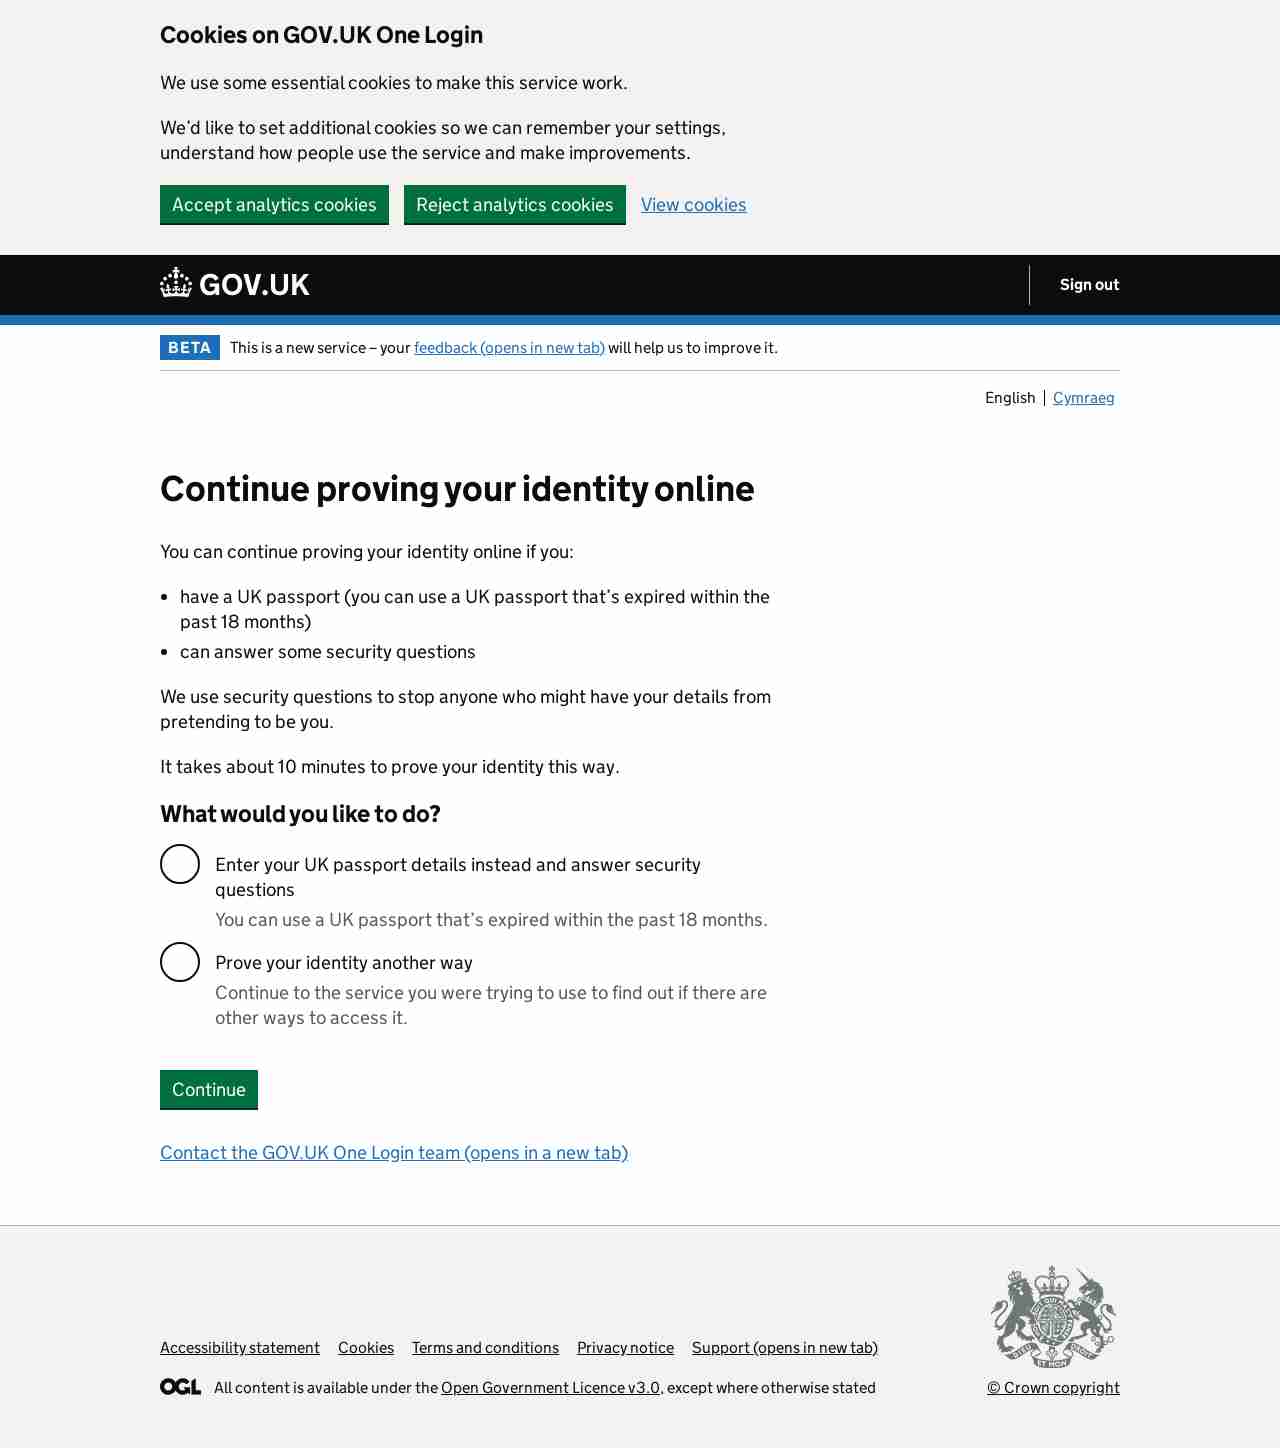 Cookies on GOV.UK One Login
We use some essential cookies to make this service work.
We’d like to set additional cookies so we can remember your settings,
understand how people use the service and make improvements.
Accept analytics cookies Reject analytics cookies View cookies
GOV.UK Sign out
BETA This is a new service – your feedback (opens in new tab) will help us to improve it.
English Cymraeg
Continue proving your identity online
You can continue proving your identity online if you:
• have a UK passport (you can use a UK passport that’s expired within the
past 18 months)
• can answer some security questions
We use security questions to stop anyone who might have your details from
pretending to be you.
It takes about 10 minutes to prove your identity this way.
What would you like to do?
Enter your UK passport details instead and answer security
questions
You can use a UK passport that’s expired within the past 18 months.
Prove your identity another way
Continue to the service you were trying to use to find out if there are
other ways to access it.
Continue
Contact the GOV.UK One Login team (opens in a new tab)
Accessibility statement Cookies Terms and conditions Privacy notice Support (opens in new tab)
OGL All content is available under the Open Government Licence v3.0, except where otherwise stated
© Crown copyright